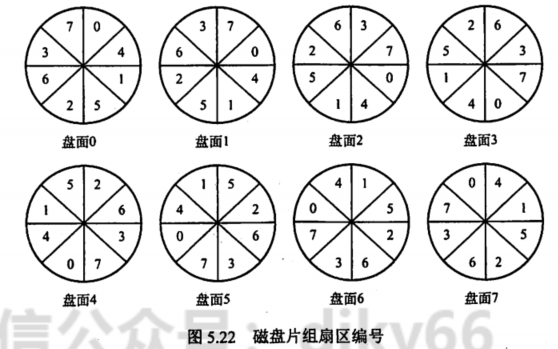 7 0 3 7 6 3 2 6
3 4 6 0 2 7 5 3
6 1 2 4 5 0 1 7
2 5 5 1 1 4 4 0
盘面0 盘面1 盘面2 盘面3
5 2 1 5 4 1 0 4
1 6 4 2 0 5 7 1
4 3 0 6 7 2 3 5
0 7 7 3 3 6 6 2
盘面4 盘面5 盘面6 盘面7
图 5.22 磁盘片组扇区编号
信公众号：djky66